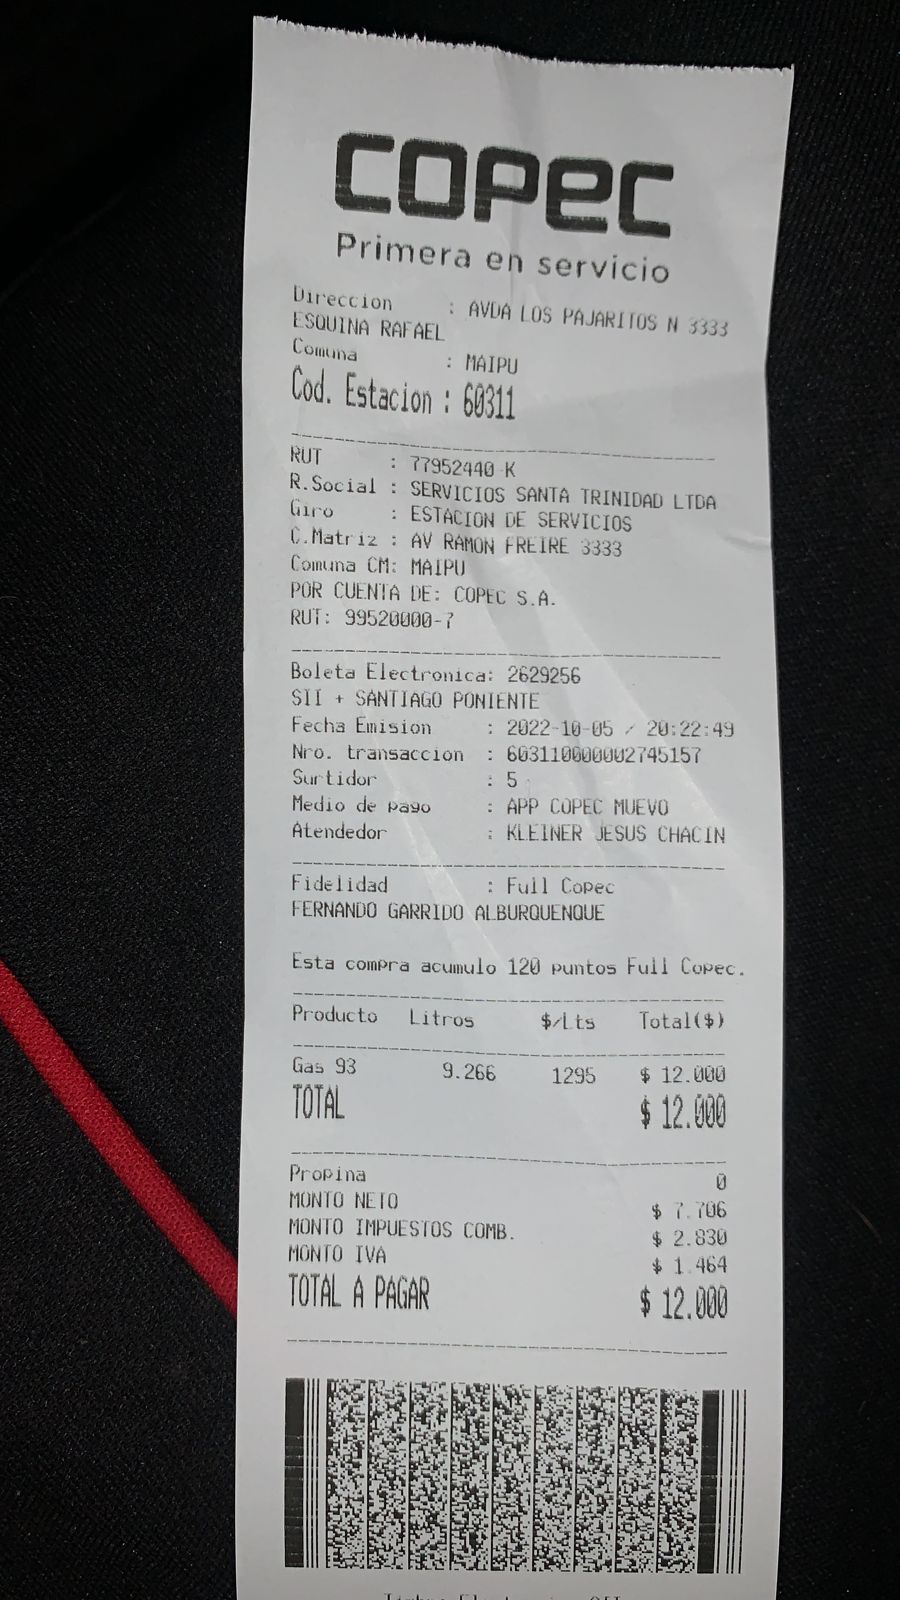 COPEC
Primera en servicio
Direccion : AVDA LOS PAJARITOS N 3333
ESQUINA RAFAEL
Comuna : MAIPU
Cod. Estacion : 60311
RUT : 77952440-K
R.Social : SERVICIOS SANTA TRINIDAD LTDA
Giro : ESTACION DE SERVICIOS
C.Matriz : AV RAMON FREIRE 3333
Comuna CM: MAIPU
POR CUENTA DE: COPEC S.A.
RUT: 99520000-7
Boleta Electronica: 2629256
SII + SANTIAGO PONIENTE
Fecha Emision : 2022-10-05 / 20:22:49
Nro. transaccion : 603110000002745157
Surtidor : 5
Medio de pago : APP COPEC MUEVO
Atendedor : KLEINER JESUS CHACIN
Fidelidad : Full Copec
FERNANDO GARRIDO ALBURQUENQUE
Esta compra acumulo 120 puntos Full Copec.
Producto Litros $/Lts Total($)
Gas 93 9.266 1295 $ 12.000
TOTAL $ 12.000
Propina 0
MONTO NETO $ 7.706
MONTO IMPUESTOS COMB. $ 2.830
MONTO IVA $ 1.464
TOTAL A PAGAR $ 12.000